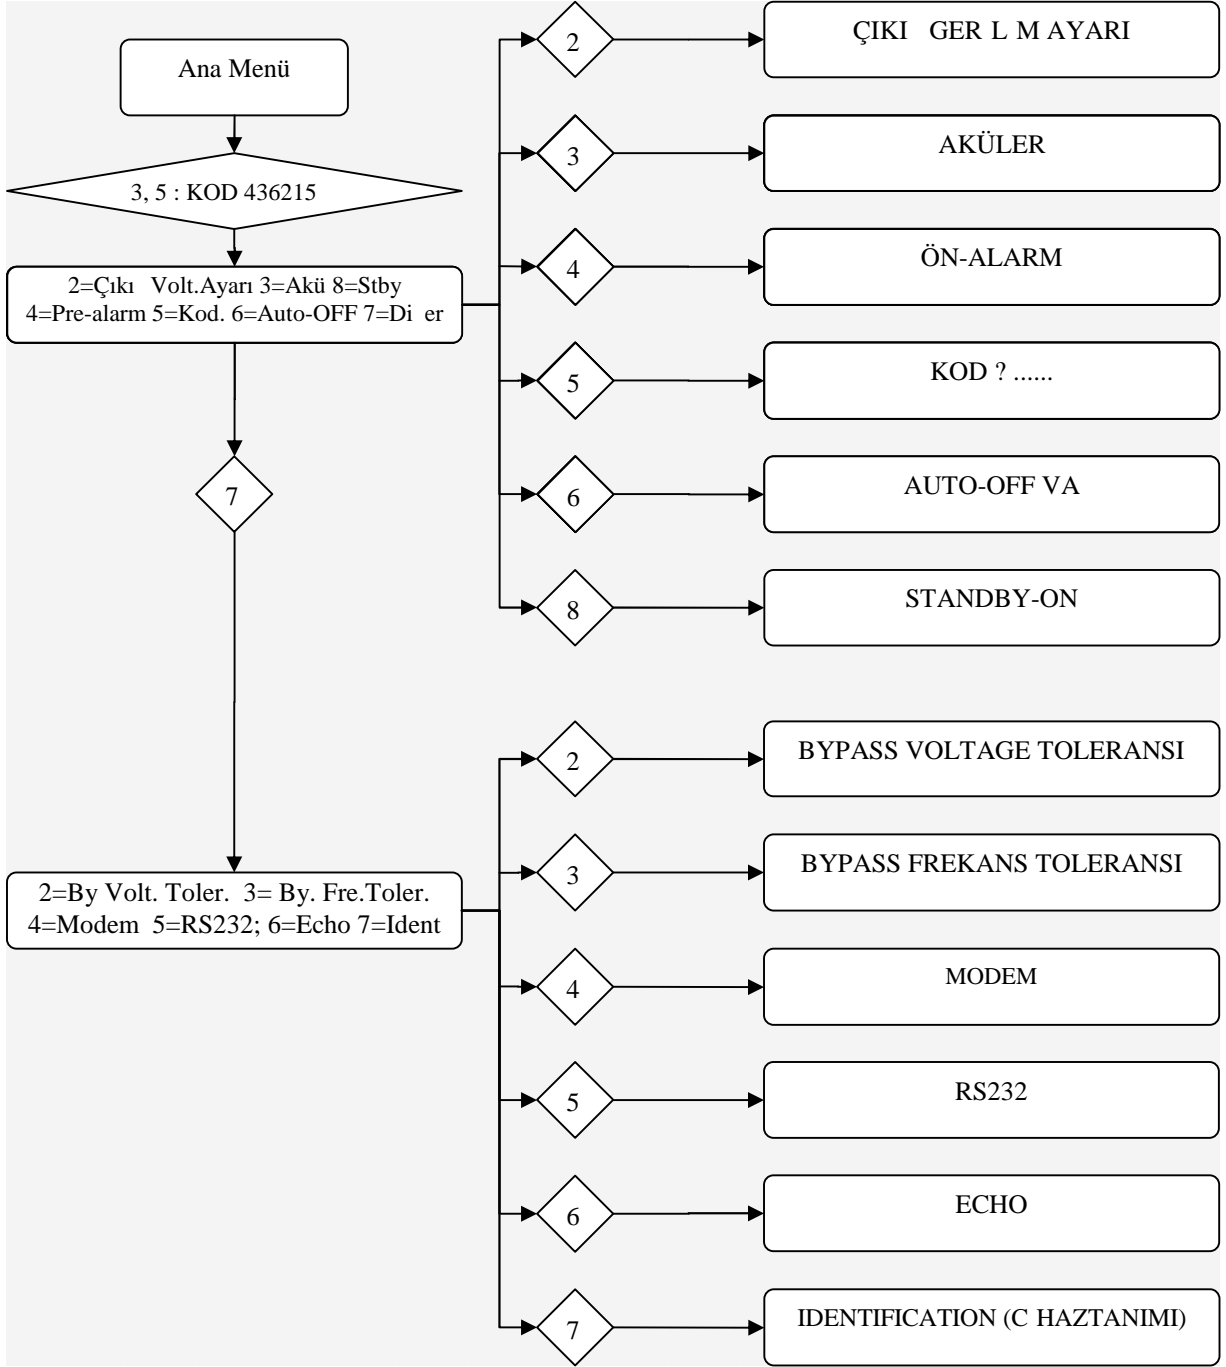 Ana Menü
3, 5 : KOD 436215
2=Çıkı Volt.Ayarı 3=Akü 8=Stby
4=Pre-alarm 5=Kod. 6=Auto-OFF 7=Di er
7
2
ÇIKI GER L M AYARI
3
AKÜLER
4
ÖN-ALARM
5
KOD ? ......
6
AUTO-OFF VA
8
STANDBY-ON
2=By Volt. Toler. 3= By. Fre.Toler.
4=Modem 5=RS232; 6=Echo 7=Ident
2
BYPASS VOLTAGE TOLERANSI
3
BYPASS FREKANS TOLERANSI
4
MODEM
5
RS232
6
ECHO
7
IDENTIFICATION (C HAZTANIMI)